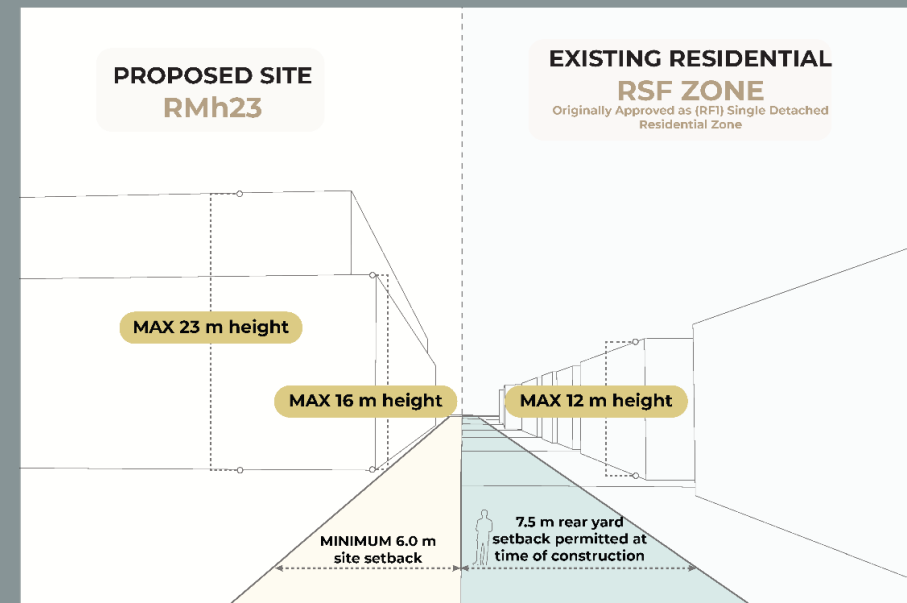 PROPOSED SITE
RMh23
EXISTING RESIDENTIAL
RSF ZONE
Originally Approved as (RF1) Single Detached
Residential Zone
MAX 23 m height
MAX 16 m height
MAX 12 m height
MINIMUM 6.0 m
site setback
7.5 m rear yard
setback permitted at
time of construction